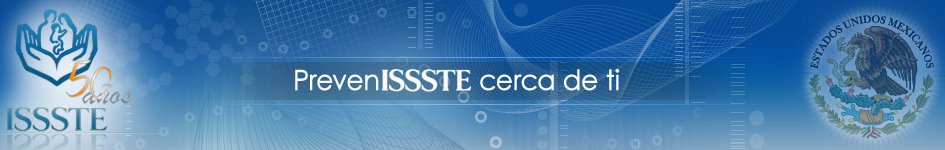 50
años
ISSSTE
PrevenISSSTE cerca de ti
ESTADOS UNIDOS MEXICANOS